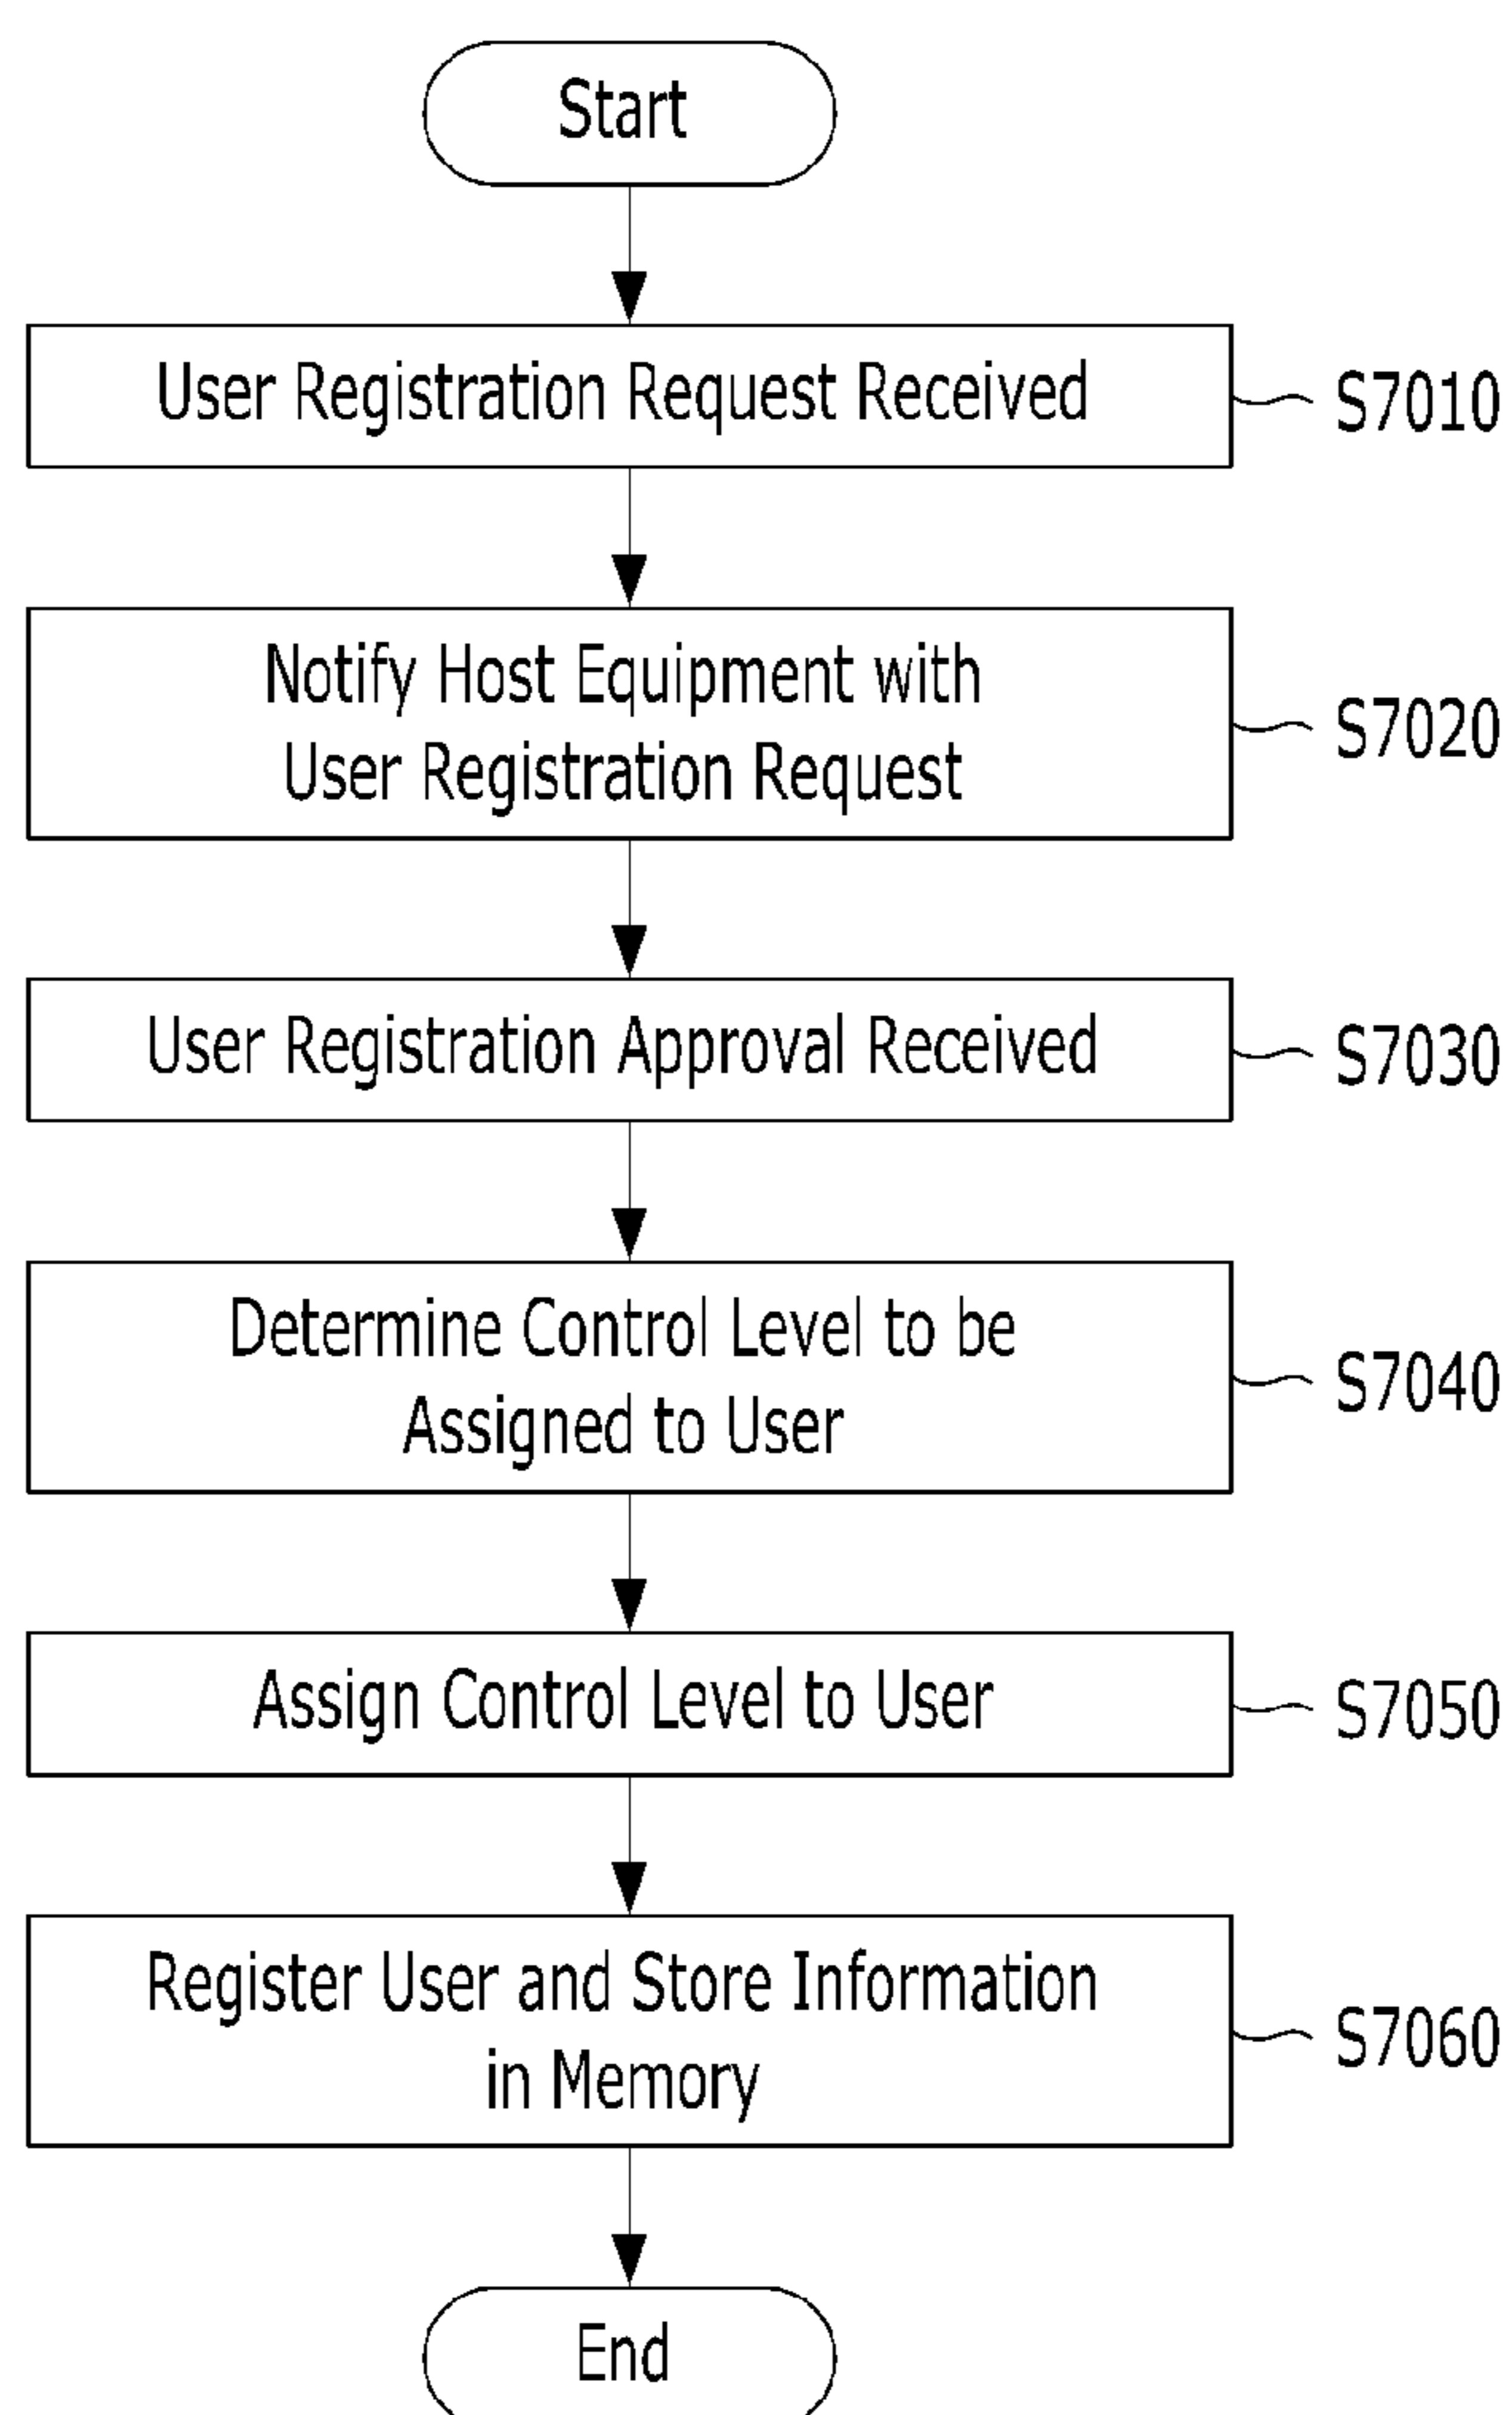 Start
User Registration Request Received
S7010
Notify Host Equipment with
User Registration Request
S7020
User Registration Approval Received
S7030
Determine Control Level to be
Assigned to User
S7040
Assign Control Level to User
S7050
Register User and Store Information
in Memory
S7060
End